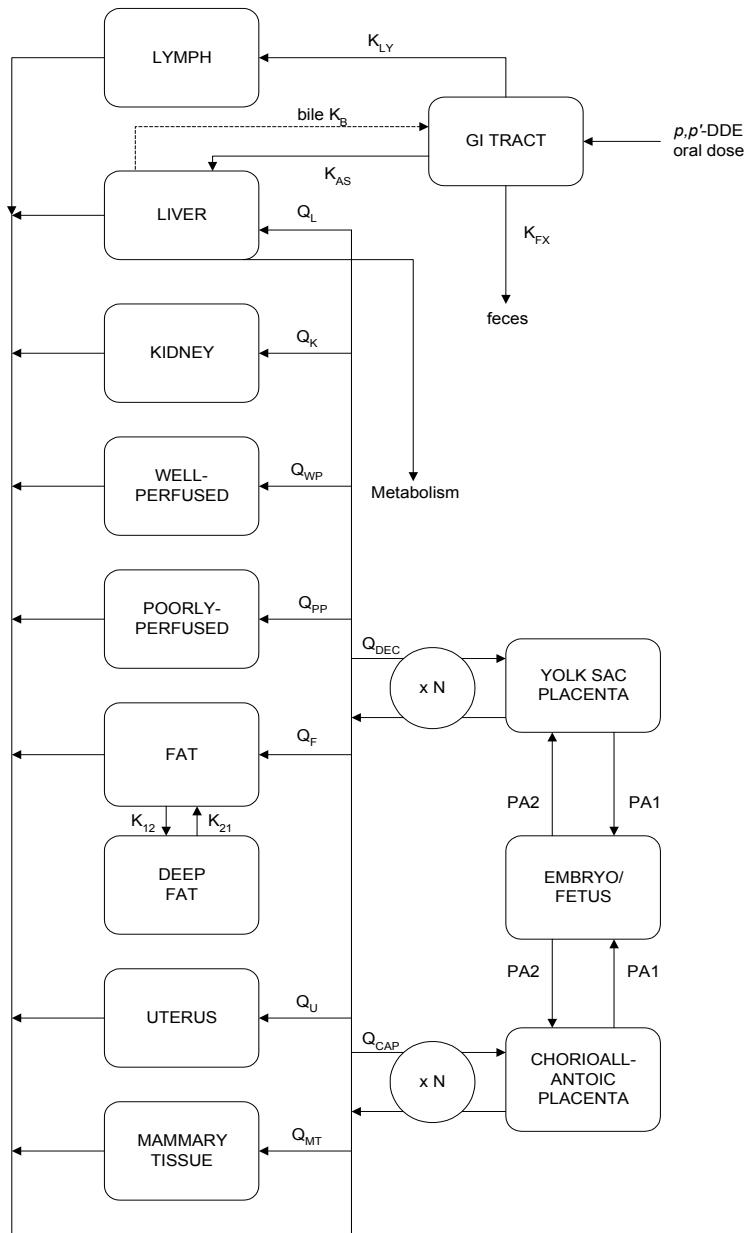 K_LY
LYMPH
bile K_B
GI TRACT
p,p'-DDE
oral dose
K_AS
LIVER
Q_L
K_FX
feces
KIDNEY
Q_K
WELL-
PERFUSED
Q_WP
Metabolism
POORLY-
PERFUSED
Q_PP
Q_DEC
x N
YOLK SAC
PLACENTA
FAT
Q_F
PA2
PA1
K_12
K_21
DEEP
FAT
EMBRYO/
FETUS
PA2
PA1
UTERUS
Q_U
Q_CAP
x N
CHORIOALL-
ANTOIC
PLACENTA
MAMMARY
TISSUE
Q_MT